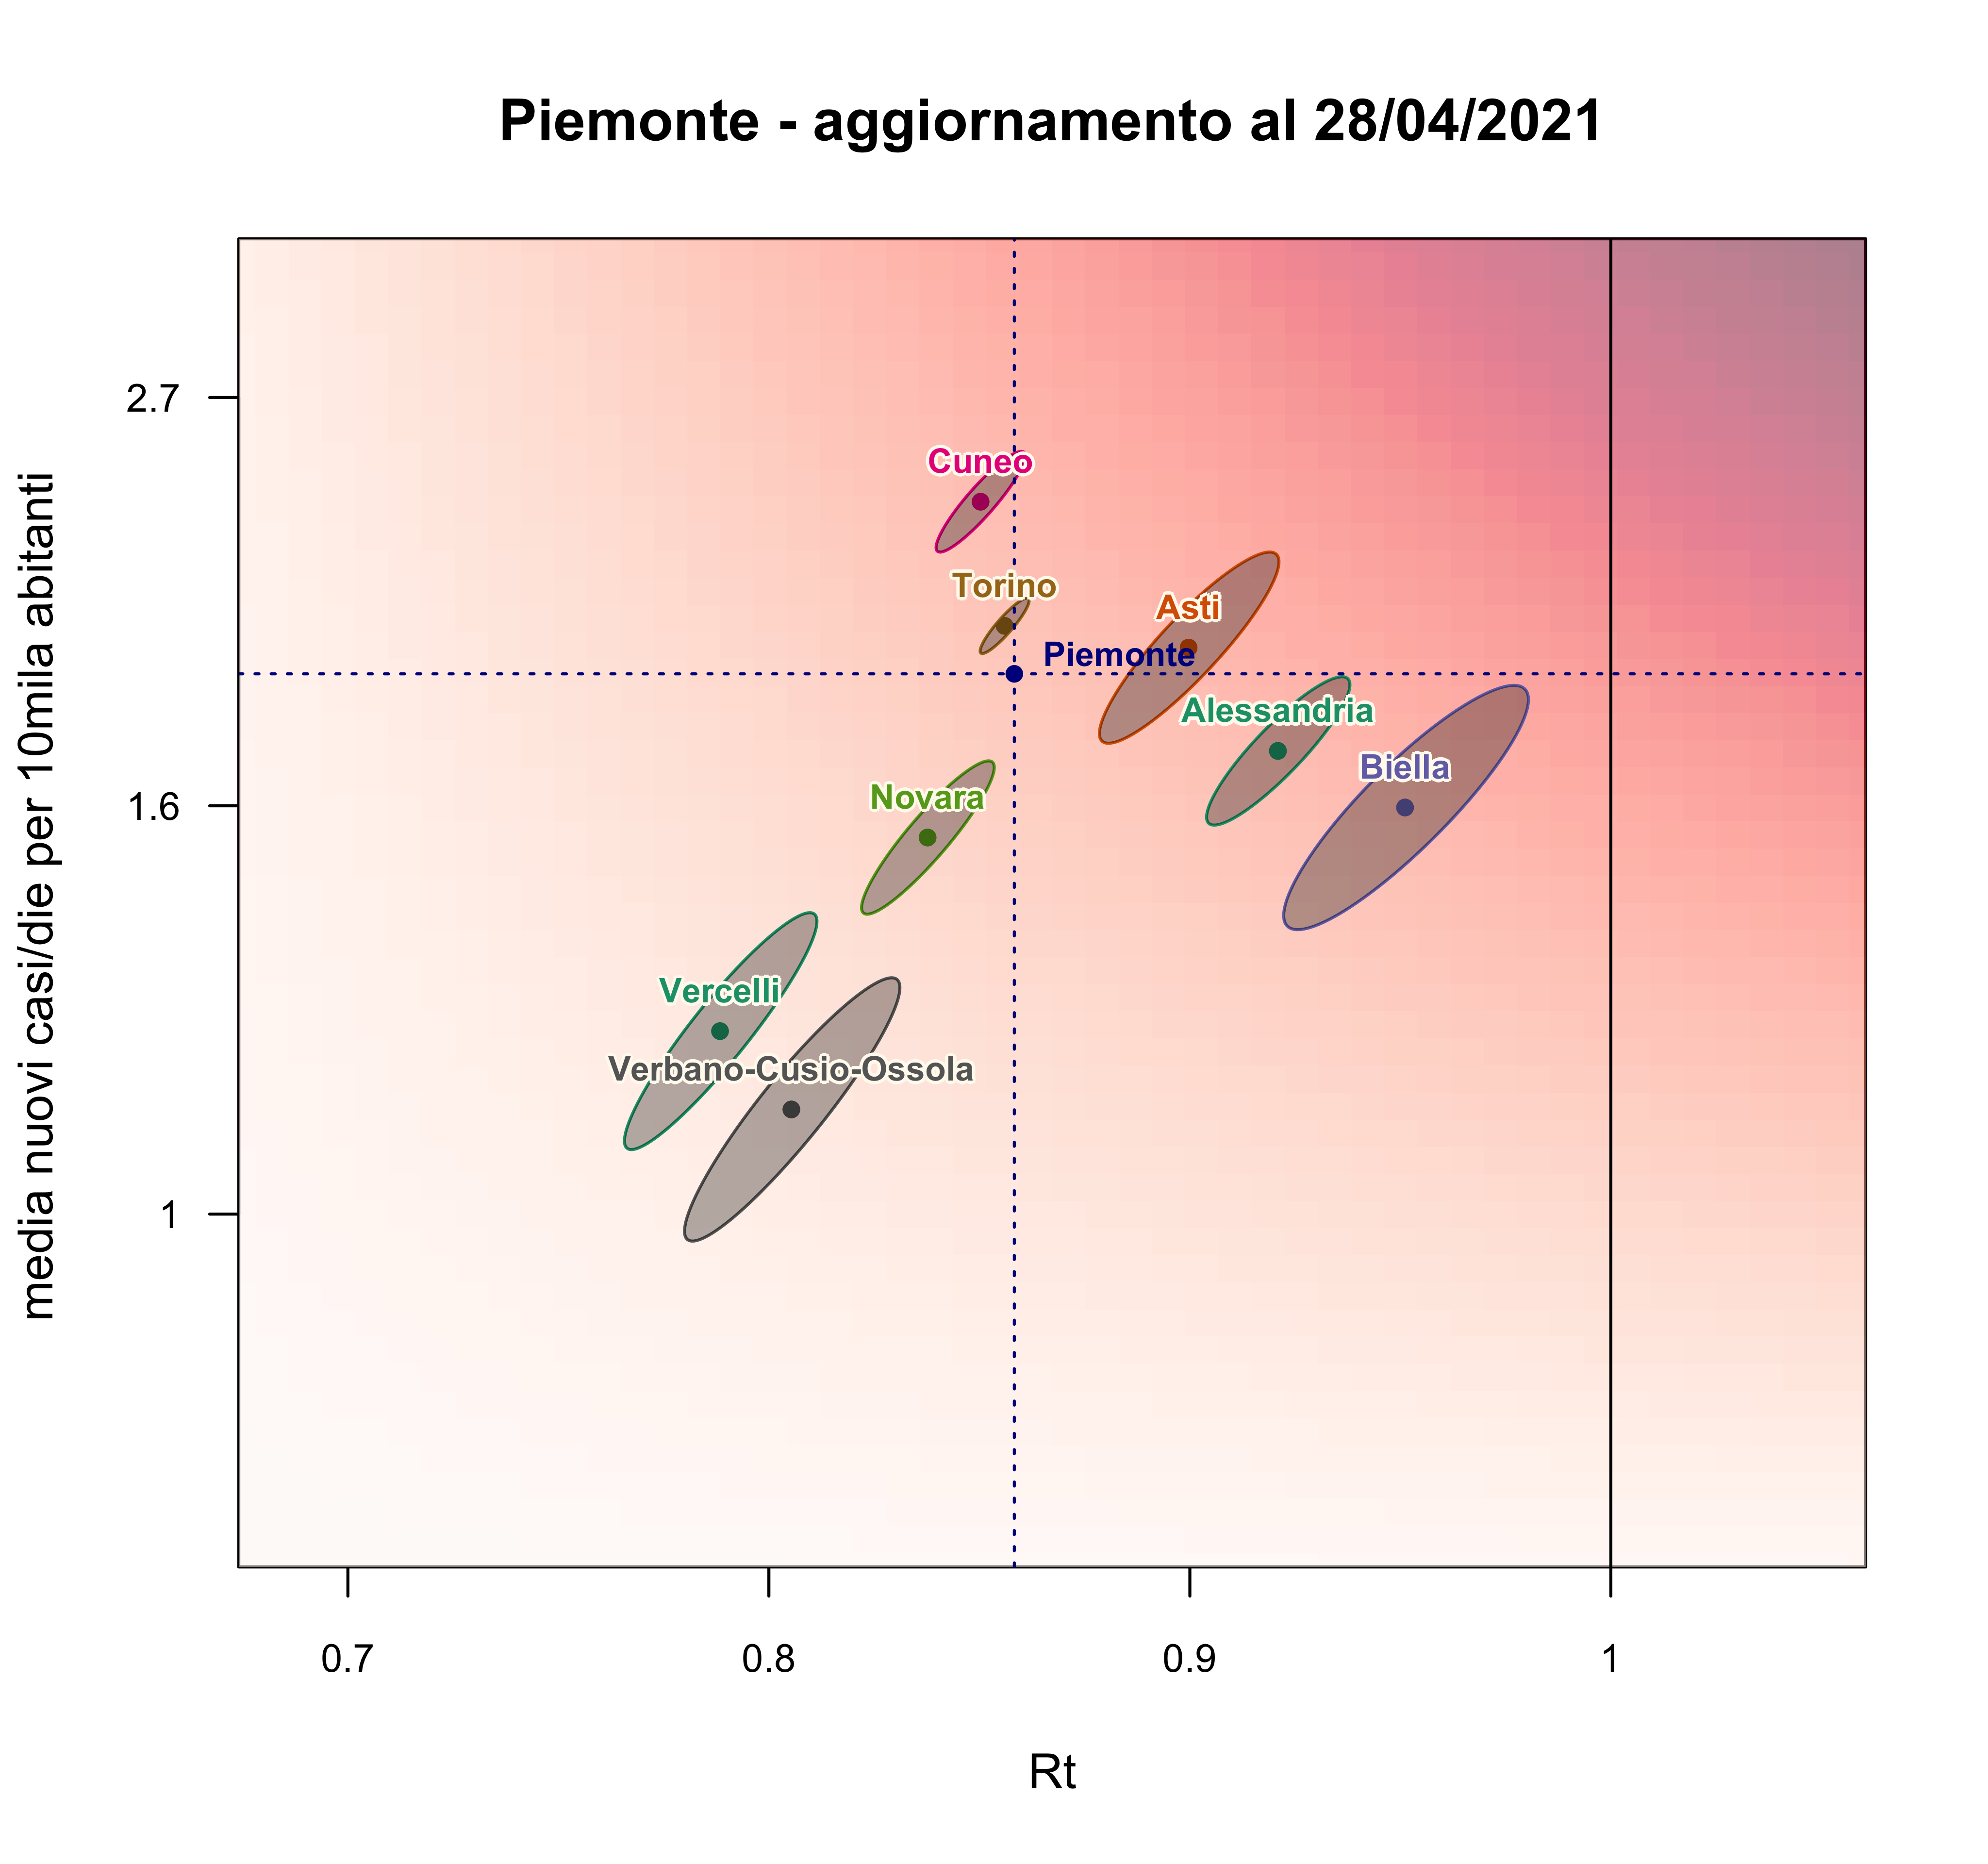 Piemonte - aggiornamento al 28/04/2021
media nuovi casi/die per 10mila abitanti
2.7
1.6
1
Cuneo
Torino
Asti
Piemonte
Alessandria
Biella
Novara
Vercelli
Verbano-Cusio-Ossola
0.7
0.8
0.9
1
Rt